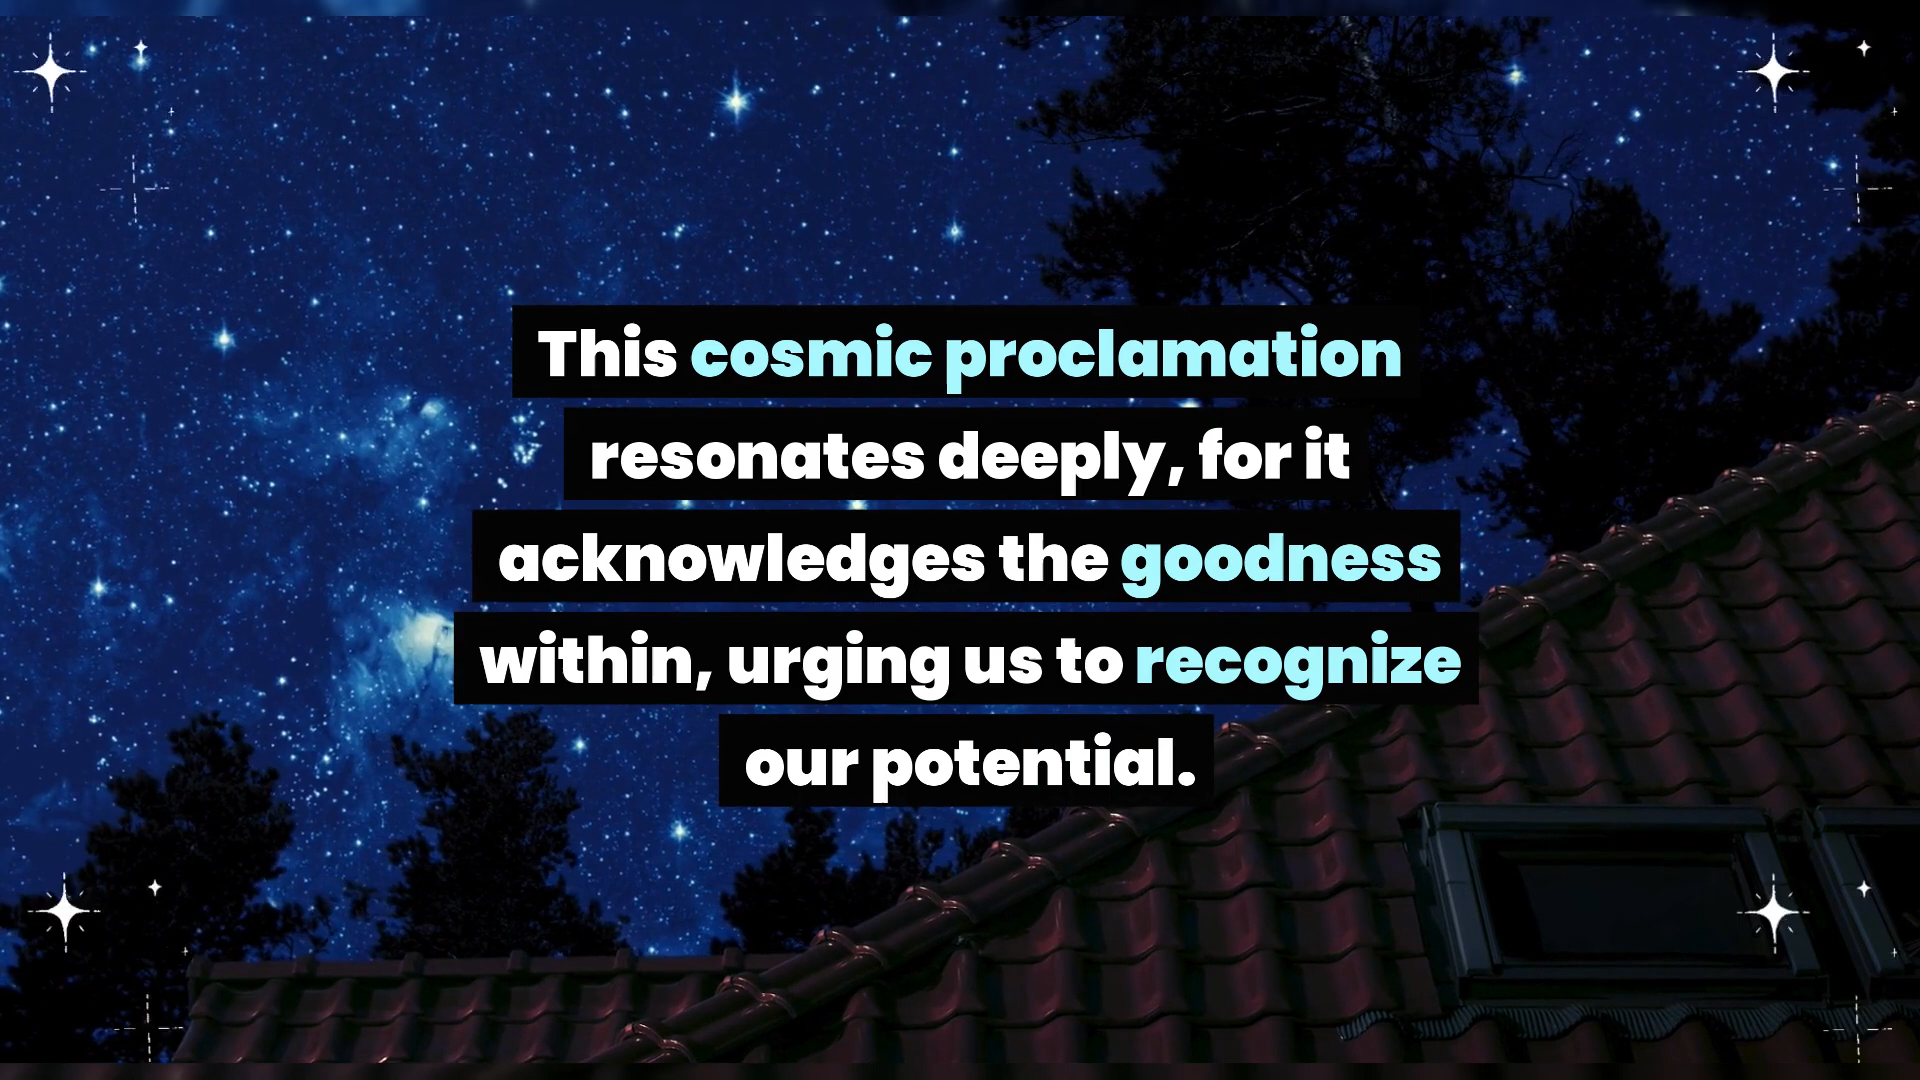 This cosmic proclamation
resonates deeply, for it
acknowledges the goodness
within, urging us to recognize
our potential.